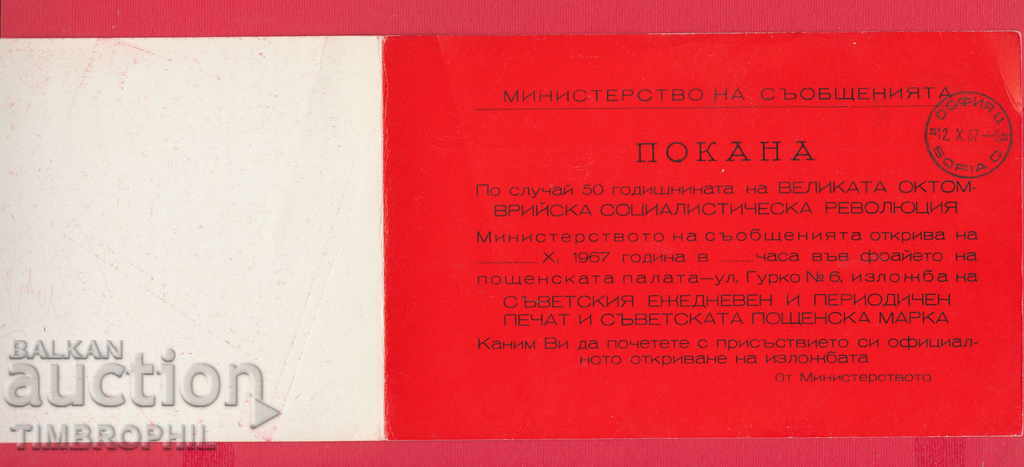 МИНИСТЕРСТВО НА СЪОБЩЕНИЯТА
СОФИЯ Ц
12. X. 67
SOFIA C
ПОКАНА
По случай 50 годишнината на ВЕЛИКАТА ОКТОМ-
ВРИЙСКА СОЦИАЛИСТИЧЕСКА РЕВОЛЮЦИЯ
Министерството на съобщенията открива на
X, 1967 година в ........ часа във фоайето на
пощенската палата—ул. Гурко № 6, изложба на
СЪВЕТСКИЯ ЕЖЕДНЕВЕН И ПЕРИОДИЧЕН
ПЕЧАТ И СЪВЕТСКАТА ПОЩЕНСКА МАРКА
Каним Ви да почетете с присъствието си официал-
ното откриване на изложбата
От Министерството
BALKAN
auction
TIMBROPHIL